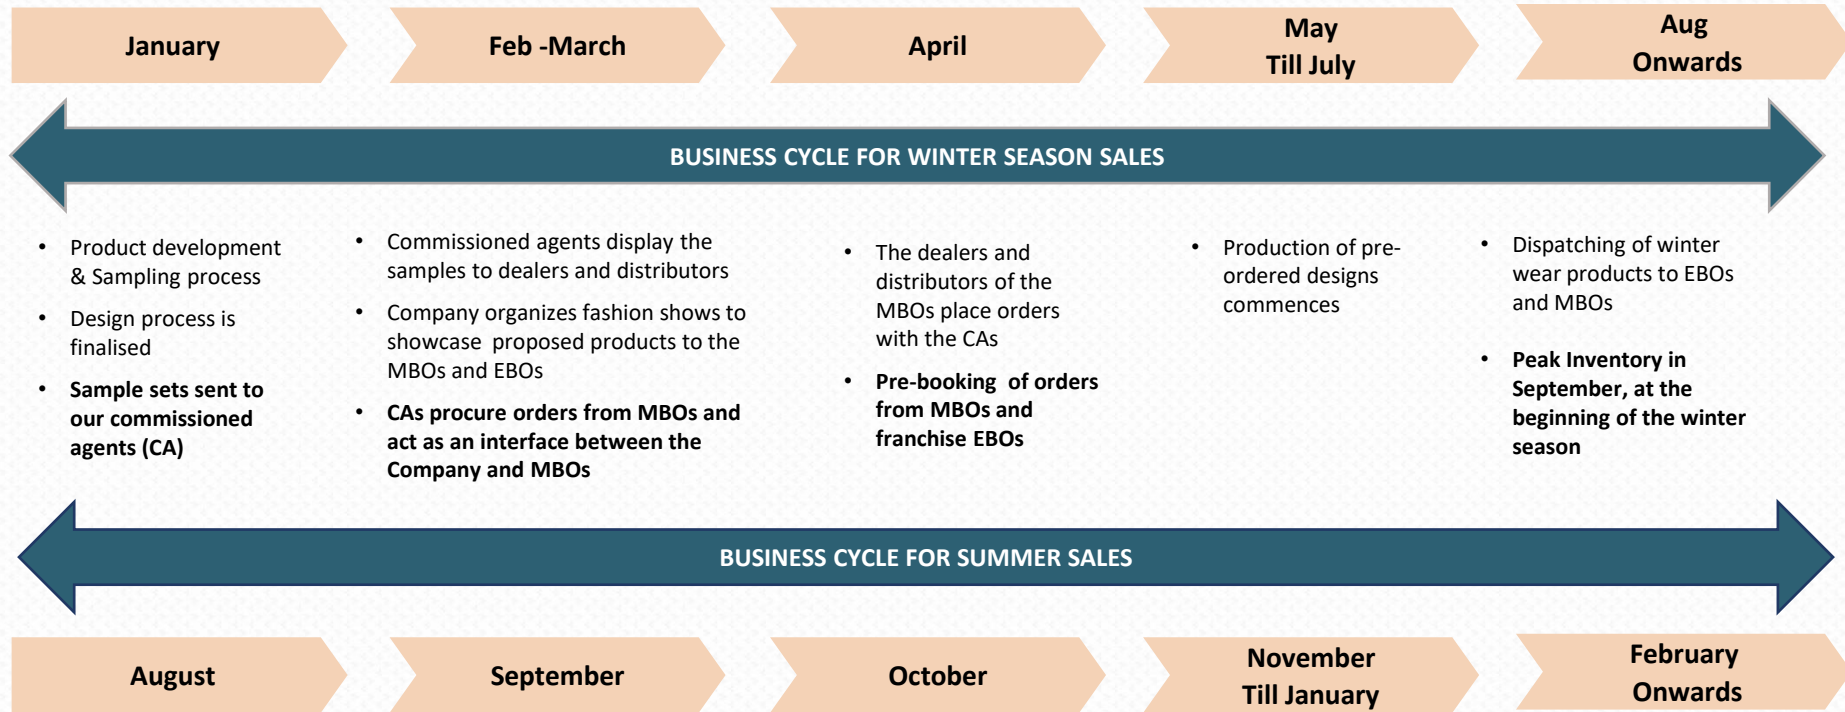 January
Feb -March
April
May
Till July
Aug
Onwards
BUSINESS CYCLE FOR WINTER SEASON SALES
• Product development
& Sampling process
• Design process is
finalised
• Sample sets sent to
our commissioned
agents (CA)
• Commissioned agents display the
samples to dealers and distributors
• Company organizes fashion shows to
showcase proposed products to the
MBOs and EBOs
• CAs procure orders from MBOs and
act as an interface between the
Company and MBOs
• The dealers and
distributors of the
MBOs place orders
with the CAs
• Pre-booking of orders
from MBOs and
franchise EBOs
• Production of pre-
ordered designs
commences
• Dispatching of winter
wear products to EBOs
and MBOs
• Peak Inventory in
September, at the
beginning of the winter
season
BUSINESS CYCLE FOR SUMMER SALES
August
September
October
November
Till January
February
Onwards